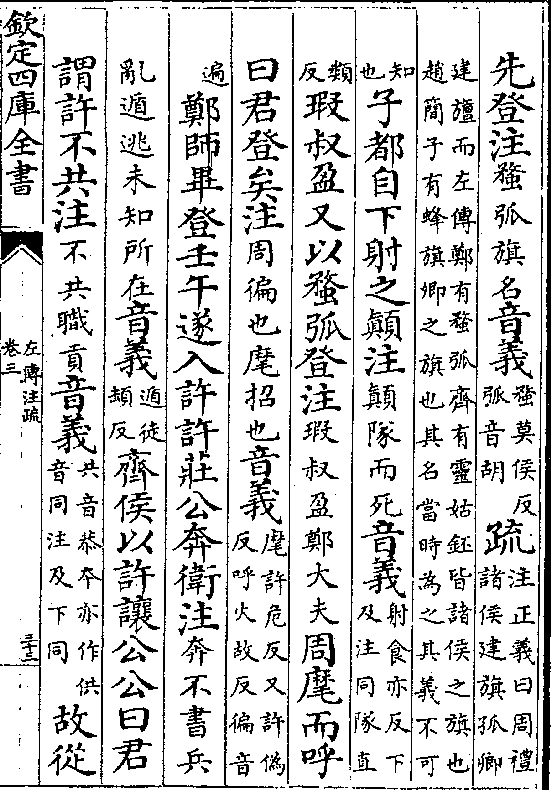 先登注蝥弧旗名音義蝥莫侯反弧音胡疏注正義曰周禮諸侯建旂孤卿
建旜而左傳鄭有蝥弧齊有靈姑鉟皆諸侯之旗也趙簡子有蜂旗卿之旗也其名當時為之其義不可
知也子都自下射之顛注顛隊而死音義射食亦反下及注同隊直
類反瑕叔盈又以蝥弧登注瑕叔盈鄭大夫周麾而呼
曰君登矣注周徧也麾招也音義麾許危反又許偽反呼火故反徧音
遍鄭師畢登壬午遂入許許莊公奔衛注奔不書兵
亂遁逃未知所在音義遁徒頓反齊侯以許讓公公曰君
謂許不共注不共職貢音義共音恭本亦作供音同注及下同故從
欽定四庫全書
左傳注疏
卷三
三十三